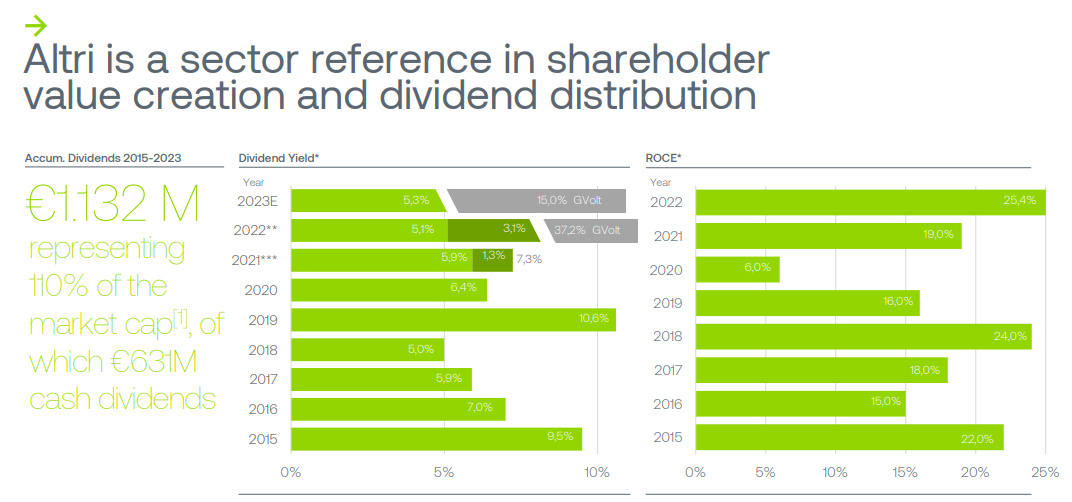 Altri is a sector reference in shareholder
value creation and dividend distribution
Accum. Dividends 2015-2023
€1.132 M
representing
110% of the
market cap[1], of
which €631M
cash dividends
Dividend Yield*
Year
2023E 5,3% 15,0% GVolt
2022** 5,1% 3,1% 37,2% GVolt
2021*** 5,9% 1,3% 7,3%
2020 6,4%
2019 10,6%
2018 5,0%
2017 5,9%
2016 7,0%
2015 9,5%
0% 5% 10%
ROCE*
Year
2022 25,4%
2021 19,0%
2020 6,0%
2019 16,0%
2018 24,0%
2017 18,0%
2016 15,0%
2015 22,0%
0% 5% 10% 15% 20% 25%